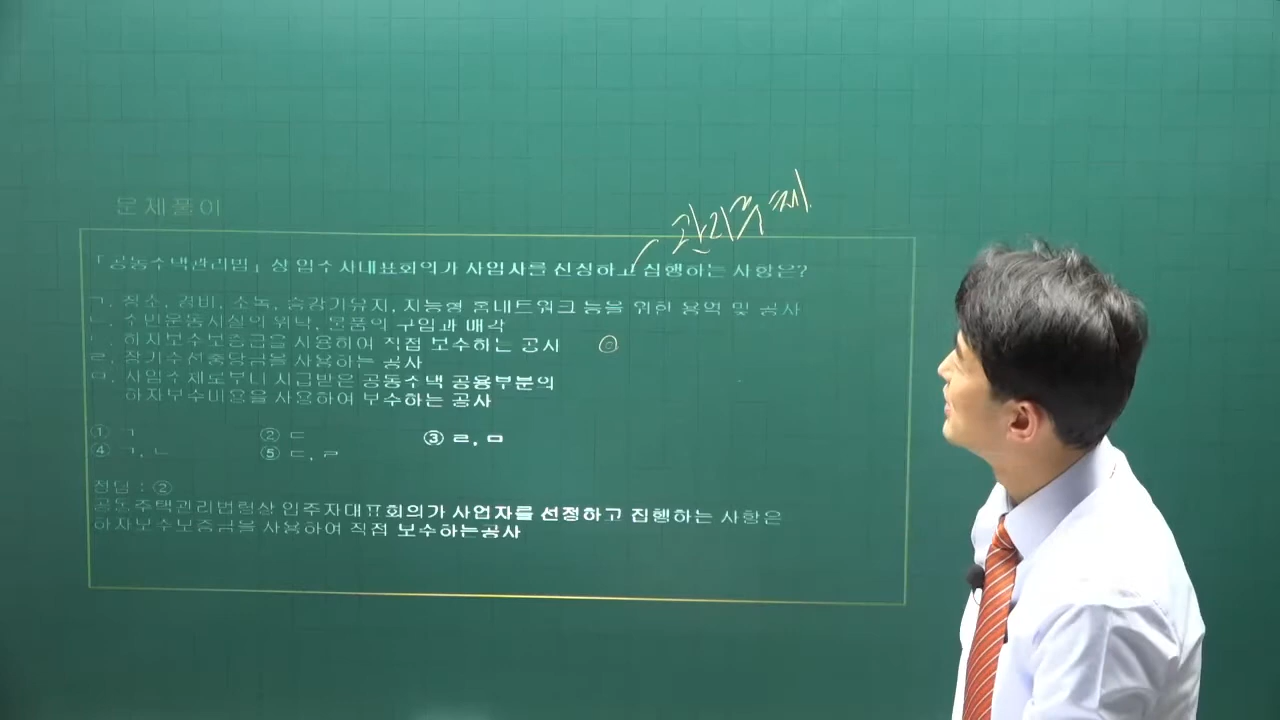 문제풀이
관리주체
「공동주택관리법」상 입주자대표회의가 사업자를 선정하고 집행하는 사항은?
ㄱ. 청소, 경비, 소독, 승강기유지, 지능형 홈네트워크 등을 위한 용역 및 공사
ㄴ. 주민운동시설의 위탁, 물품의 구입과 매각
ㄷ. 하자보수보증금을 사용하여 직접 보수하는 공사
ㄹ. 장기수선충당금을 사용하는 공사
ㅁ. 사업주체로부터 지급받은 공동주택 공용부분의
하자보수비용을 사용하여 보수하는 공사
① ㄱ ② ㄷ ③ ㄹ, ㅁ
④ ㄱ, ㄴ ⑤ ㄷ, ㄹ
정답 : ②
공동주택관리법령상 입주자대표회의가 사업자를 선정하고 집행하는 사항은
하자보수보증금을 사용하여 직접 보수하는공사